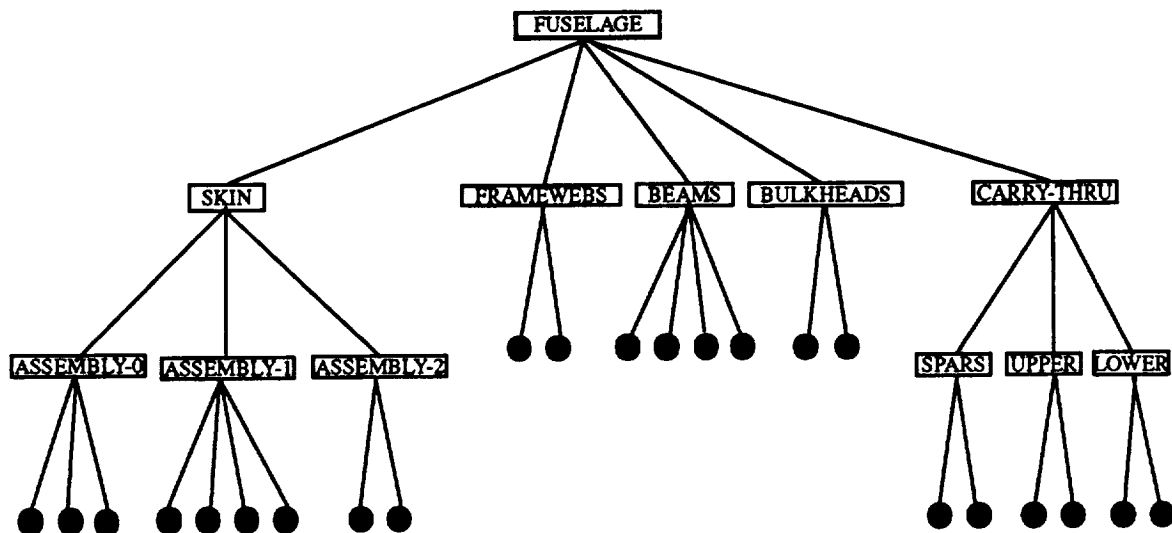 FUSELAGE
SKIN
FRAMEWEBS
BEAMS
BULKHEADS
CARRY-THRU
ASSEMBLY-0
ASSEMBLY-1
ASSEMBLY-2
SPARS
UPPER
LOWER